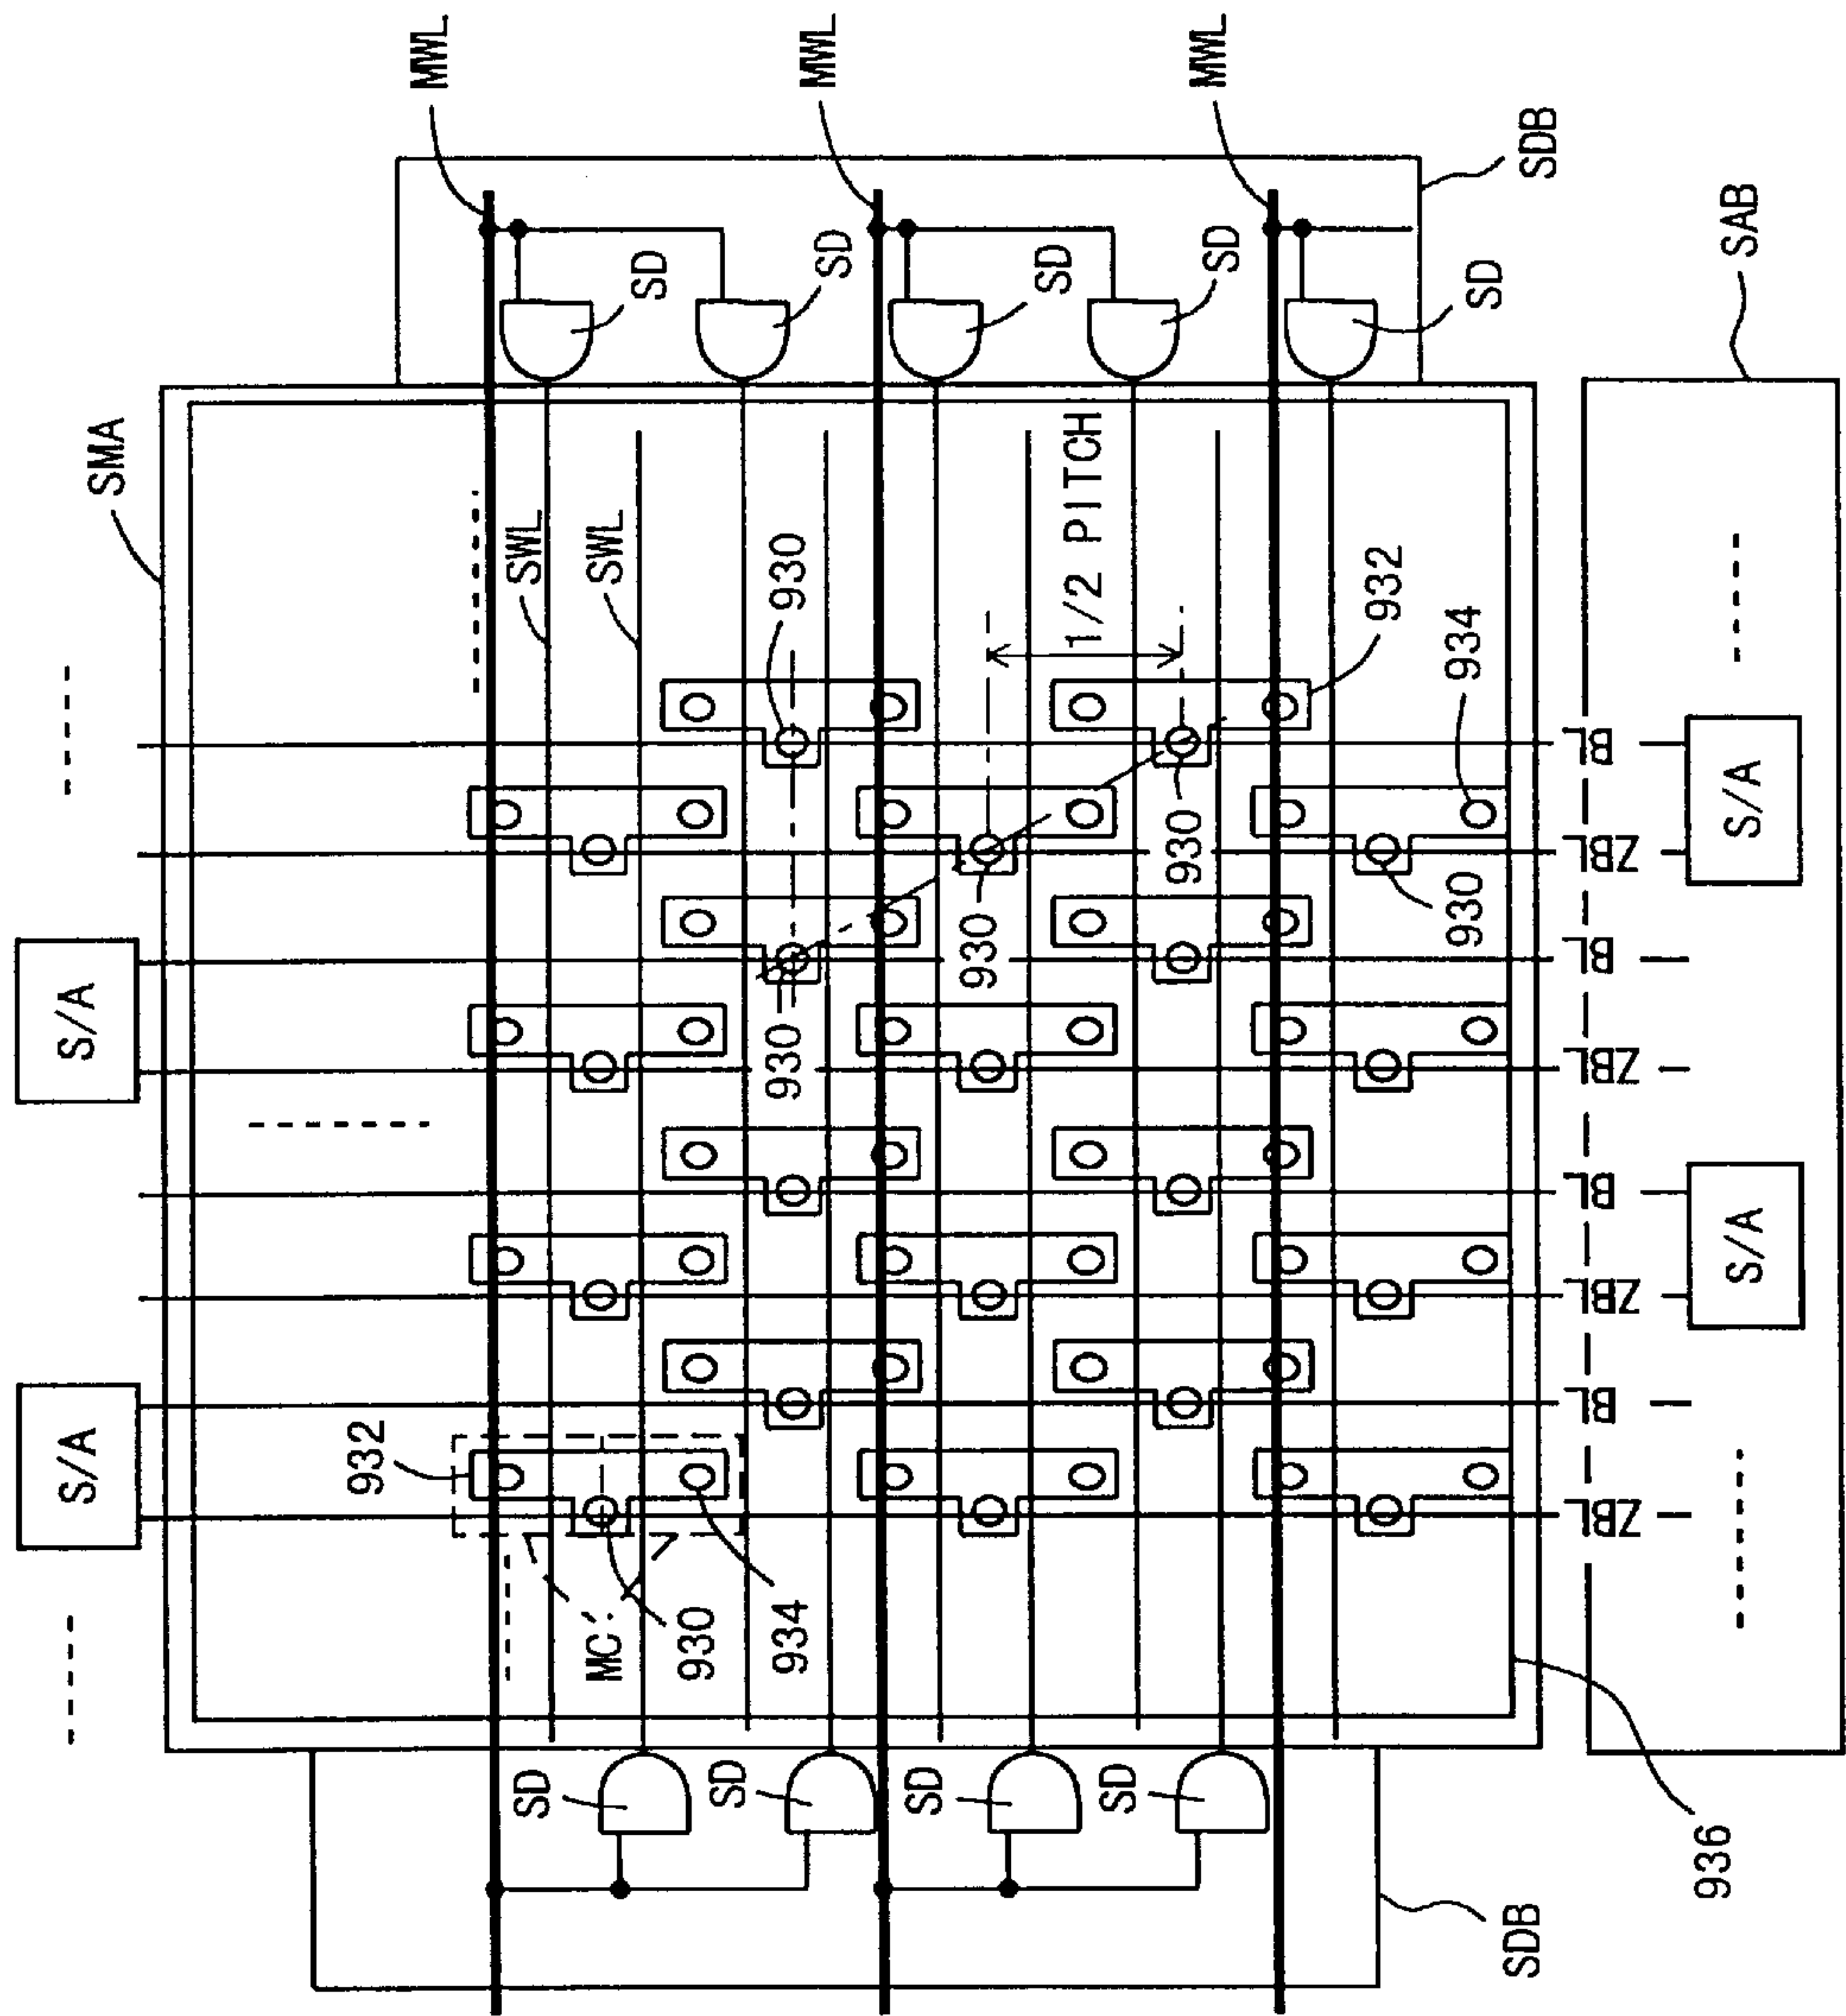 S/A
S/A
SMA
932
MWL
SD
SWL
MC'
SWL
SD
930
SD
934
930
930
MWL
SD
SD
930
SD
1/2 PITCH
SD
930
SD
MWL
932
930
934
SD
SDB
SDB
ZBL
BL
ZBL
BL
ZBL
BL
ZBL
BL
936
S/A
S/A
SAB